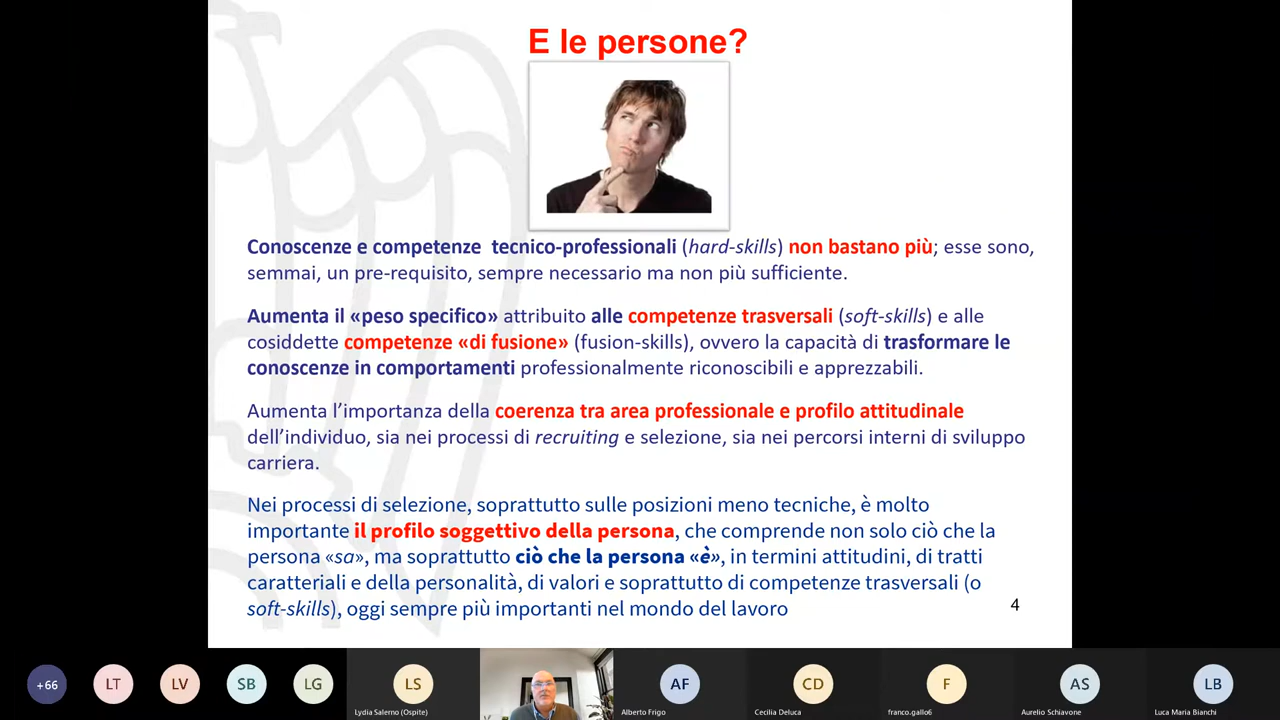 E le persone?
Conoscenze e competenze tecnico-professionali (hard-skills) non bastano più; esse sono,
semmai, un pre-requisito, sempre necessario ma non più sufficiente.
Aumenta il «peso specifico» attribuito alle competenze trasversali (soft-skills) e alle
cosiddette competenze «di fusione» (fusion-skills), ovvero la capacità di trasformare le
conoscenze in comportamenti professionalmente riconoscibili e apprezzabili.
Aumenta l’importanza della coerenza tra area professionale e profilo attitudinale
dell’individuo, sia nei processi di recruiting e selezione, sia nei percorsi interni di sviluppo
carriera.
Nei processi di selezione, soprattutto sulle posizioni meno tecniche, è molto
importante il profilo soggettivo della persona, che comprende non solo ciò che la
persona «sa», ma soprattutto ciò che la persona «è», in termini attitudini, di tratti
caratteriali e della personalità, di valori e soprattutto di competenze trasversali (o
soft-skills), oggi sempre più importanti nel mondo del lavoro
4
+66 LT LV SB LG LS AF CD F AS LB
Lydia Salerno (Ospite) Alberto Frigo Cecilia Deluca franco.gallo6 Aurelio Schiavone Luca Maria Bianchi